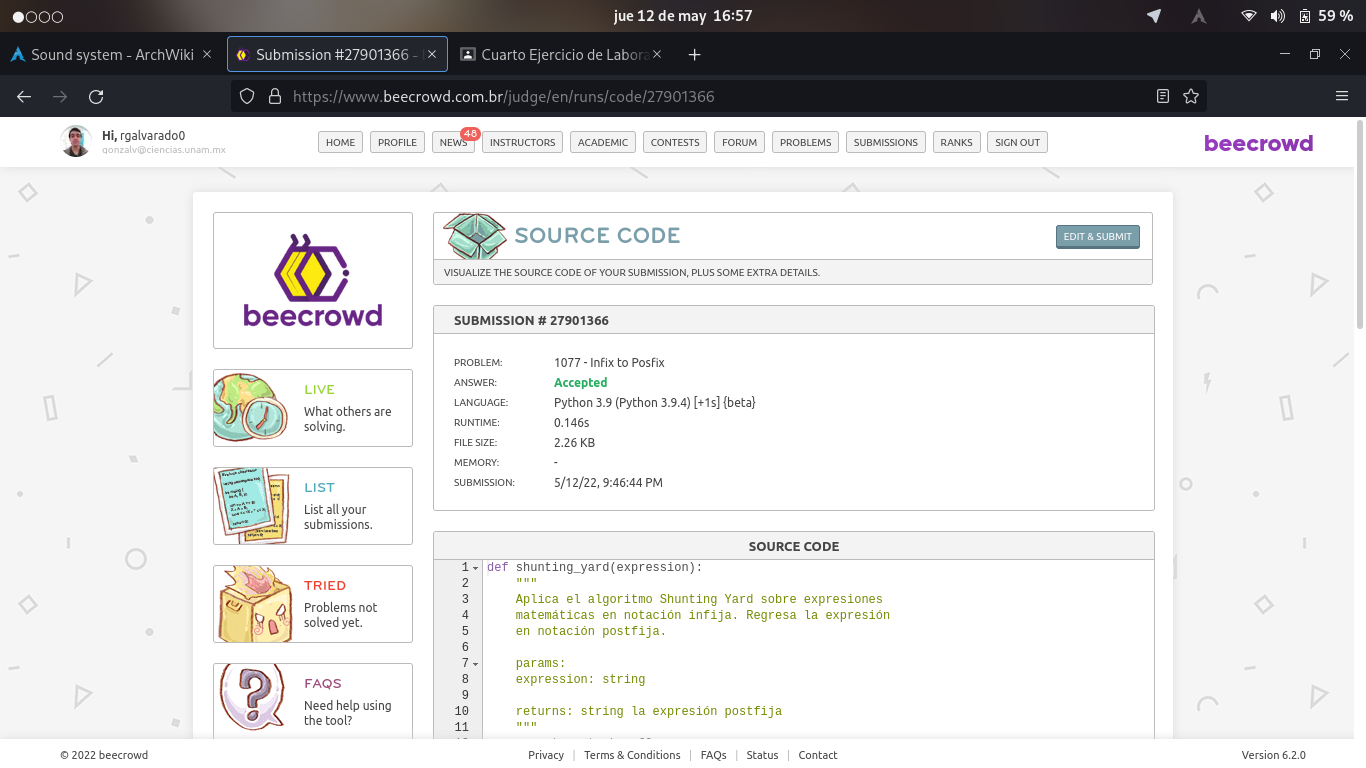 jue 12 de may 16:57
59 %
Sound system - ArchWiki
Submission #27901366 -
Cuarto Ejercicio de Labora
https://www.beecrowd.com.br/judge/en/runs/code/27901366
Hi, rgalvarado0
gonzalv@ciencias.unam.mx
HOME PROFILE NEWS 48 INSTRUCTORS ACADEMIC CONTESTS FORUM PROBLEMS SUBMISSIONS RANKS SIGN OUT
beecrowd
beecrowd
LIVE
What others are
solving.
LIST
List all your
submissions.
TRIED
Problems not
solved yet.
FAQS
Need help using
the tool?
SOURCE CODE
EDIT & SUBMIT
VISUALIZE THE SOURCE CODE OF YOUR SUBMISSION, PLUS SOME EXTRA DETAILS.
SUBMISSION # 27901366
PROBLEM: 1077 - Infix to Posfix
ANSWER: Accepted
LANGUAGE: Python 3.9 (Python 3.9.4) [+1s] {beta}
RUNTIME: 0.146s
FILE SIZE: 2.26 KB
MEMORY: -
SUBMISSION: 5/12/22, 9:46:44 PM
SOURCE CODE
1 def shunting_yard(expression):
2 """
3 Aplica el algoritmo Shunting Yard sobre expresiones
4 matemáticas en notación infija. Regresa la expresión
5 en notación postfija.
6
7 params:
8 expression: string
9
10 returns: string la expresión postfija
11 """
© 2022 beecrowd
Privacy | Terms & Conditions | FAQs | Status | Contact
Version 6.2.0